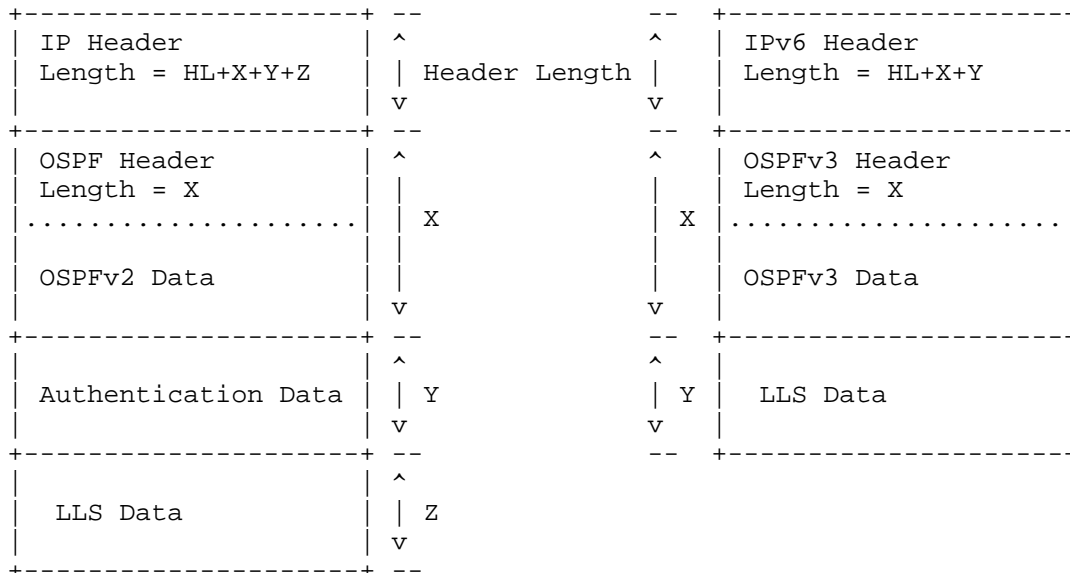 +---------------------+ --              --  +----------------------
| IP Header           | ^               ^   | IPv6 Header
| Length = HL+X+Y+Z   | | Header Length |   | Length = HL+X+Y
|                     | v               v   |
+---------------------+ --              --  +----------------------
| OSPF Header         | ^               ^   | OSPFv3 Header
| Length = X          | |               |   | Length = X
|.....................| | X             | X |.....................
|                     | |               |   |
| OSPFv2 Data         | |               |   | OSPFv3 Data
|                     | v               v   |
+---------------------+ --              --  +----------------------
|                     | ^               ^   |
| Authentication Data | | Y             | Y |  LLS Data
|                     | v               v   |
+---------------------+ --              --  +----------------------
|                     | ^
|  LLS Data           | | Z
|                     | v
+---------------------+ --